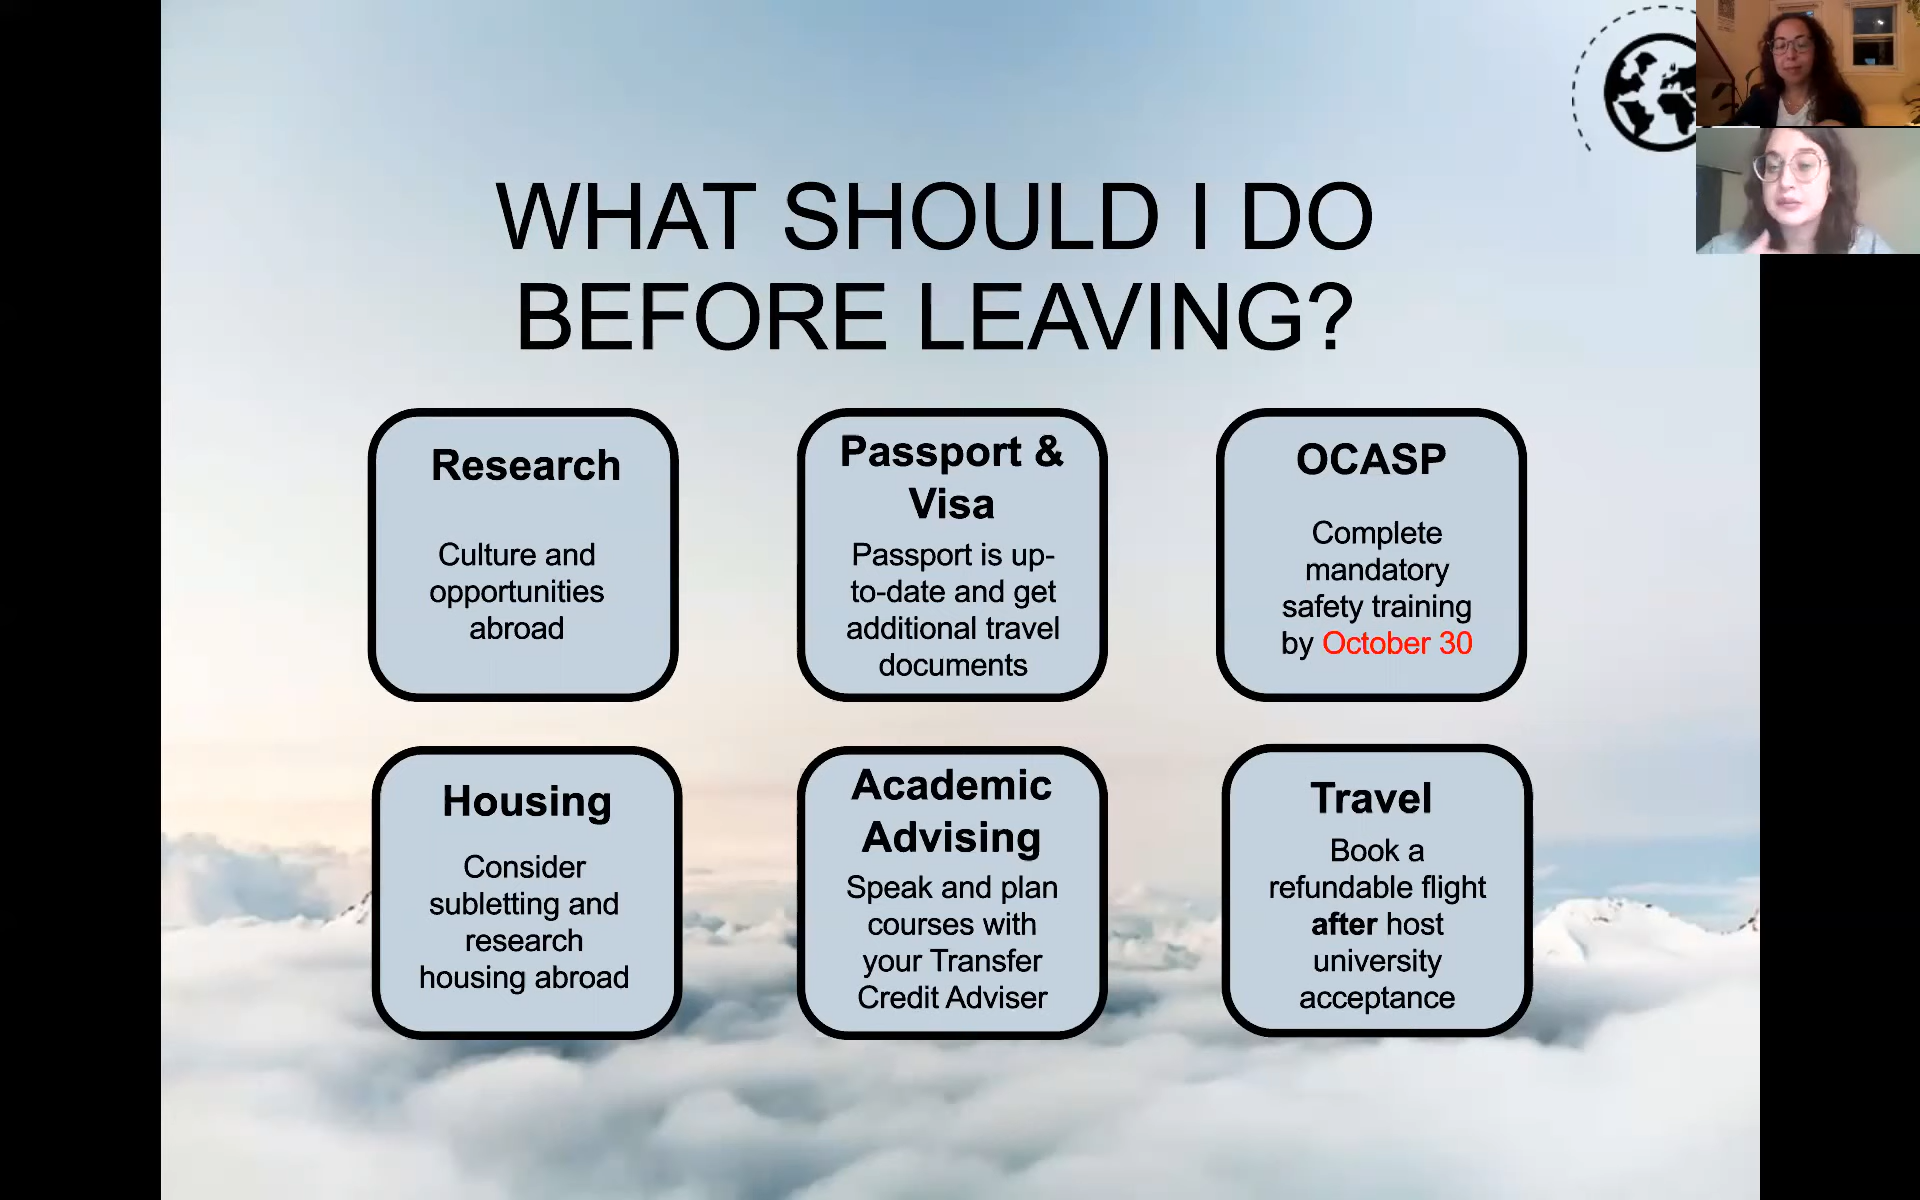 WHAT SHOULD I DO
BEFORE LEAVING?
Research
Culture and
opportunities
abroad
Passport &
Visa
Passport is up-
to-date and get
additional travel
documents
OCASP
Complete
mandatory
safety training
by October 30
Housing
Consider
subletting and
research
housing abroad
Academic
Advising
Speak and plan
courses with
your Transfer
Credit Adviser
Travel
Book a
refundable flight
after host
university
acceptance